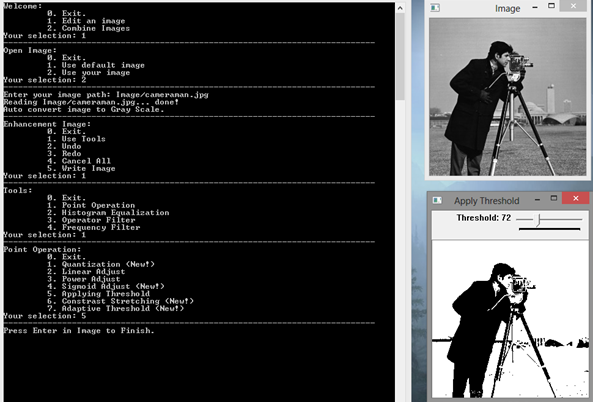 Welcome:
0. Exit.
1. Edit an image
2. Combine Images
Your selection: 1
Open Image:
0. Exit.
1. Use default image
2. Use your image
Your selection: 2
Enter your image path: Image/cameraman.jpg
Reading Image/cameraman.jpg... done!
Auto convert image to Gray Scale.
Enhancement Image:
0. Exit.
1. Use Tools
2. Undo
3. Redo
4. Cancel All
5. Write Image
Your selection: 1
Tools:
0. Exit.
1. Point Operation
2. Histogram Equalization
3. Operator Filter
4. Frequency Filter
Your selection: 1
Point Operation:
0. Exit.
1. Quantization (New!)
2. Linear Adjust
3. Power Adjust
4. Sigmoid Adjust (New!)
5. Applying Threshold
6. Constrast Stretching (New!)
7. Adaptive Threshold (New!)
Your selection: 5
Press Enter in Image to Finish.
Image
Apply Threshold
Threshold: 72